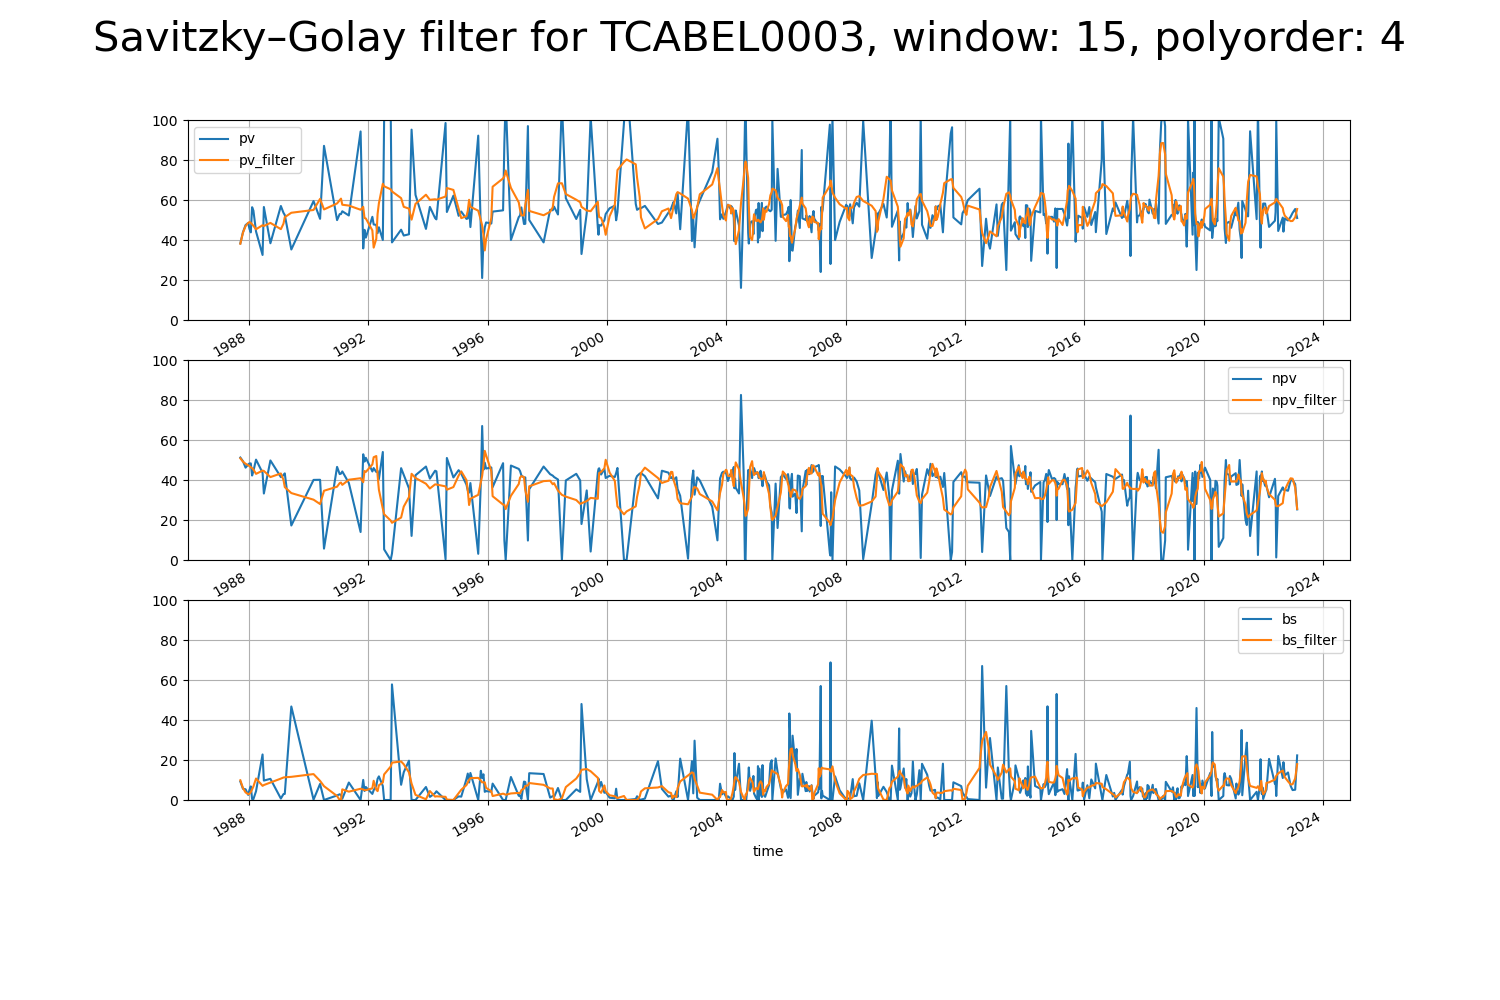 Savitzky–Golay filter for TCABEL0003, window: 15, polyorder: 4
100
80
60
40
20
0
pv
pv_filter
1988 1992 1996 2000 2004 2008 2012 2016 2020 2024
100
80
60
40
20
0
npv
npv_filter
1988 1992 1996 2000 2004 2008 2012 2016 2020 2024
100
80
60
40
20
0
bs
bs_filter
1988 1992 1996 2000 2004 2008 2012 2016 2020 2024
time